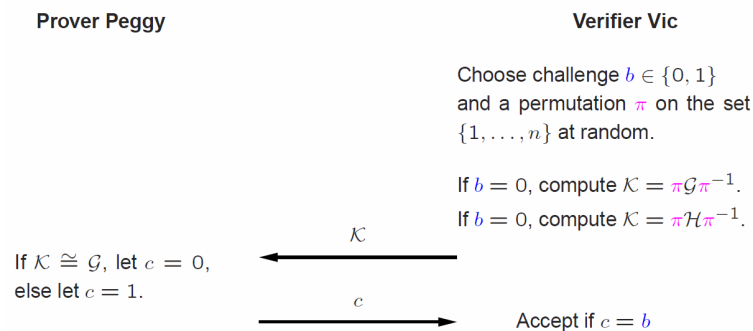 Prover Peggy
Verifier Vic
Choose challenge b ∈ {0, 1}
and a permutation π on the set
{1, . . . , n} at random.
If b = 0, compute 𝒦 = π𝒢π⁻¹.
If b = 0, compute 𝒦 = πℋπ⁻¹.
𝒦
If 𝒦 ≅ 𝒢, let c = 0,
else let c = 1.
c
Accept if c = b